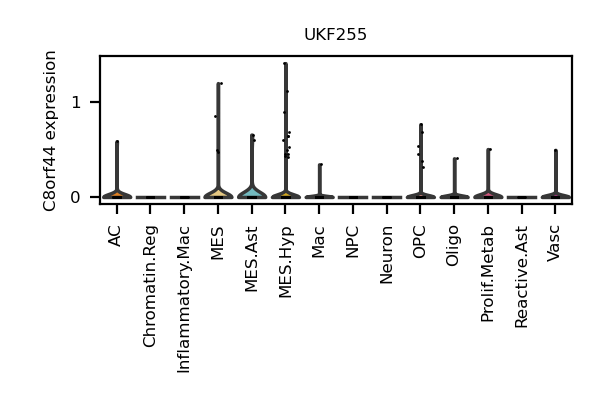 UKF255
C8orf44 expression
1
0
AC
Chromatin.Reg
Inflammatory.Mac
MES
MES.Ast
MES.Hyp
Mac
NPC
Neuron
OPC
Oligo
Prolif.Metab
Reactive.Ast
Vasc